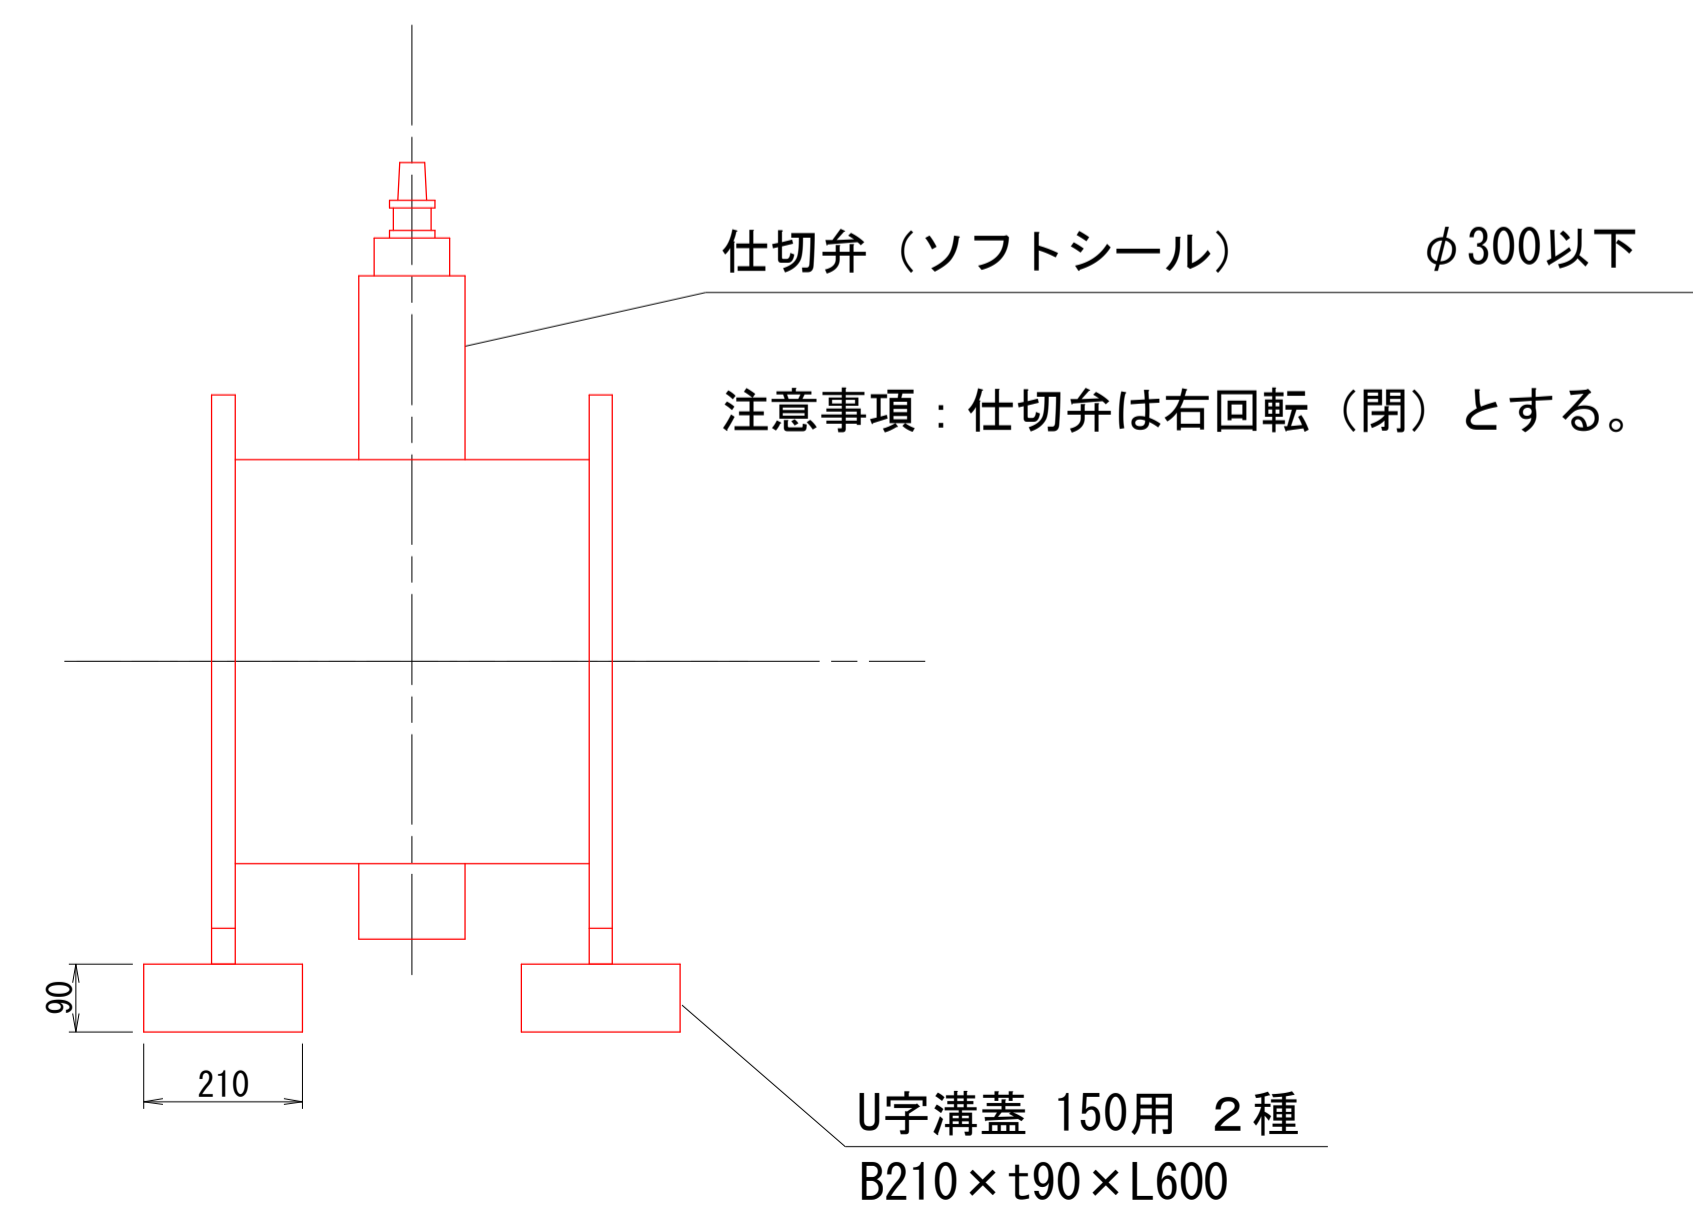 仕切弁（ソフトシール） φ300以下
注意事項：仕切弁は右回転（閉）とする。
90
210
U字溝蓋 150用 ２種
B210×t90×L600